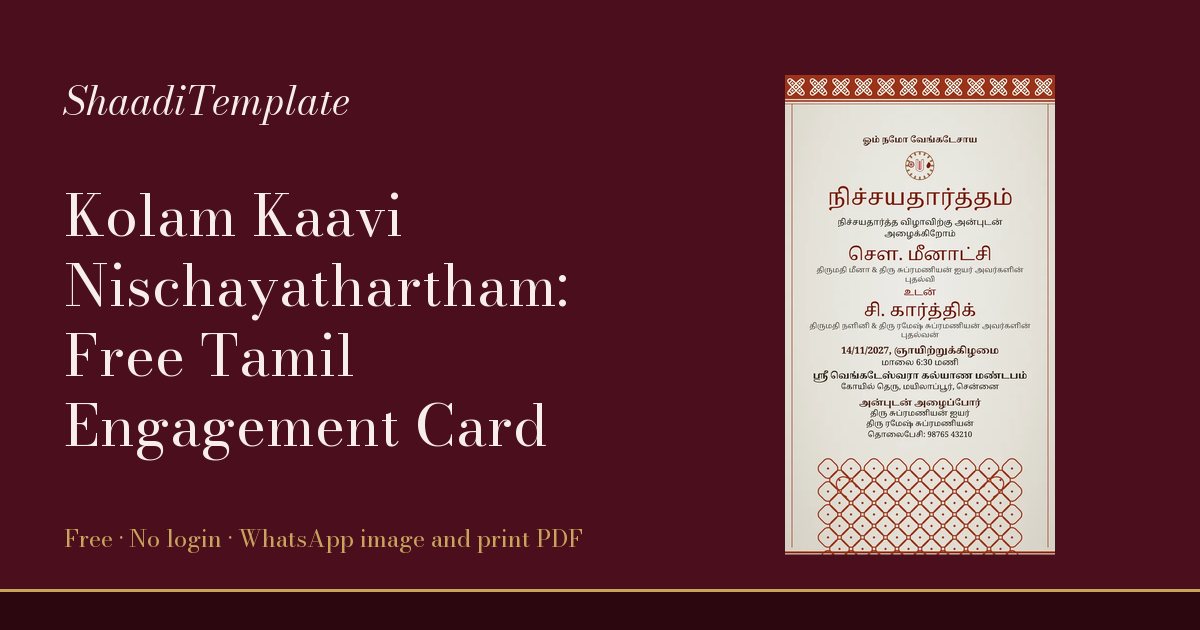 ShaadiTemplate
Kolam Kaavi
Nischayathartham:
Free Tamil
Engagement Card
Free · No login · WhatsApp image and print PDF
ஓம் நமோ வேங்கடேசாய
நிச்சயதார்த்தம்
நிச்சயதார்த்த விழாவிற்கு அன்புடன்
அழைக்கிறோம்
சௌ. மீனாட்சி
திருமதி மீனா & திரு சுப்ரமணியன் ஐயர் அவர்களின்
புதல்வி
உடன்
சி. கார்த்திக்
திருமதி நளினி & திரு ரமேஷ் சுப்ரமணியன் அவர்களின்
புதல்வன்
14/11/2027, ஞாயிற்றுக்கிழமை
மாலை 6:30 மணி
ஸ்ரீ வெங்கடேஸ்வரா கல்யாண மண்டபம்
கோயில் தெரு, மயிலாப்பூர், சென்னை
அன்புடன் அழைப்போர்
திரு சுப்ரமணியன் ஐயர்
திரு ரமேஷ் சுப்ரமணியன்
தொலைபேசி: 98765 43210